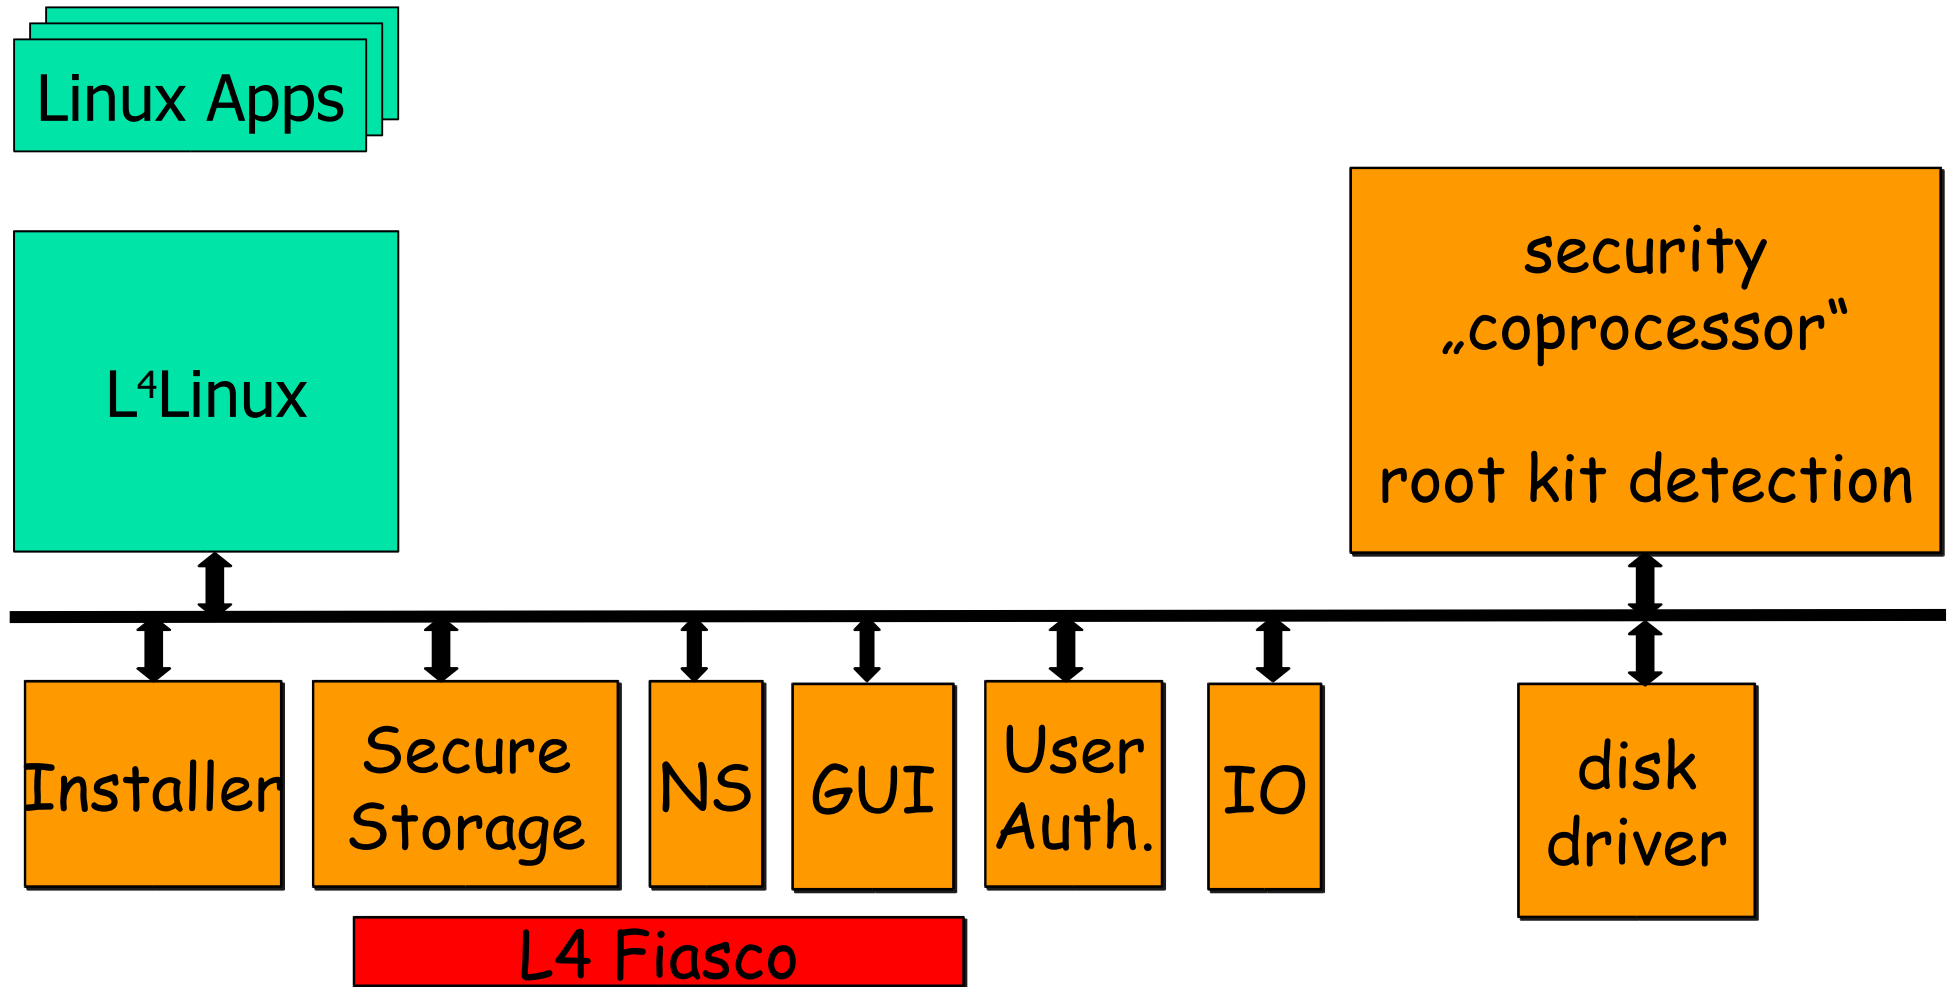 Linux Apps
security
„coprocessor“
L⁴Linux
root kit detection
Installer
Secure
Storage
NS
GUI
User
Auth.
IO
disk
driver
L4 Fiasco